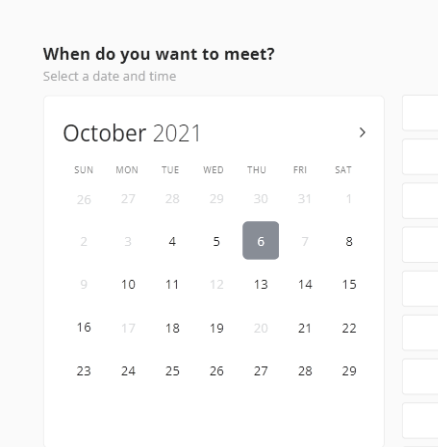 When do you want to meet?
Select a date and time
October 2021
SUN MON TUE WED THU FRI SAT
26 27 28 29 30 31 1
2 3 4 5 6 7 8
9 10 11 12 13 14 15
16 17 18 19 20 21 22
23 24 25 26 27 28 29